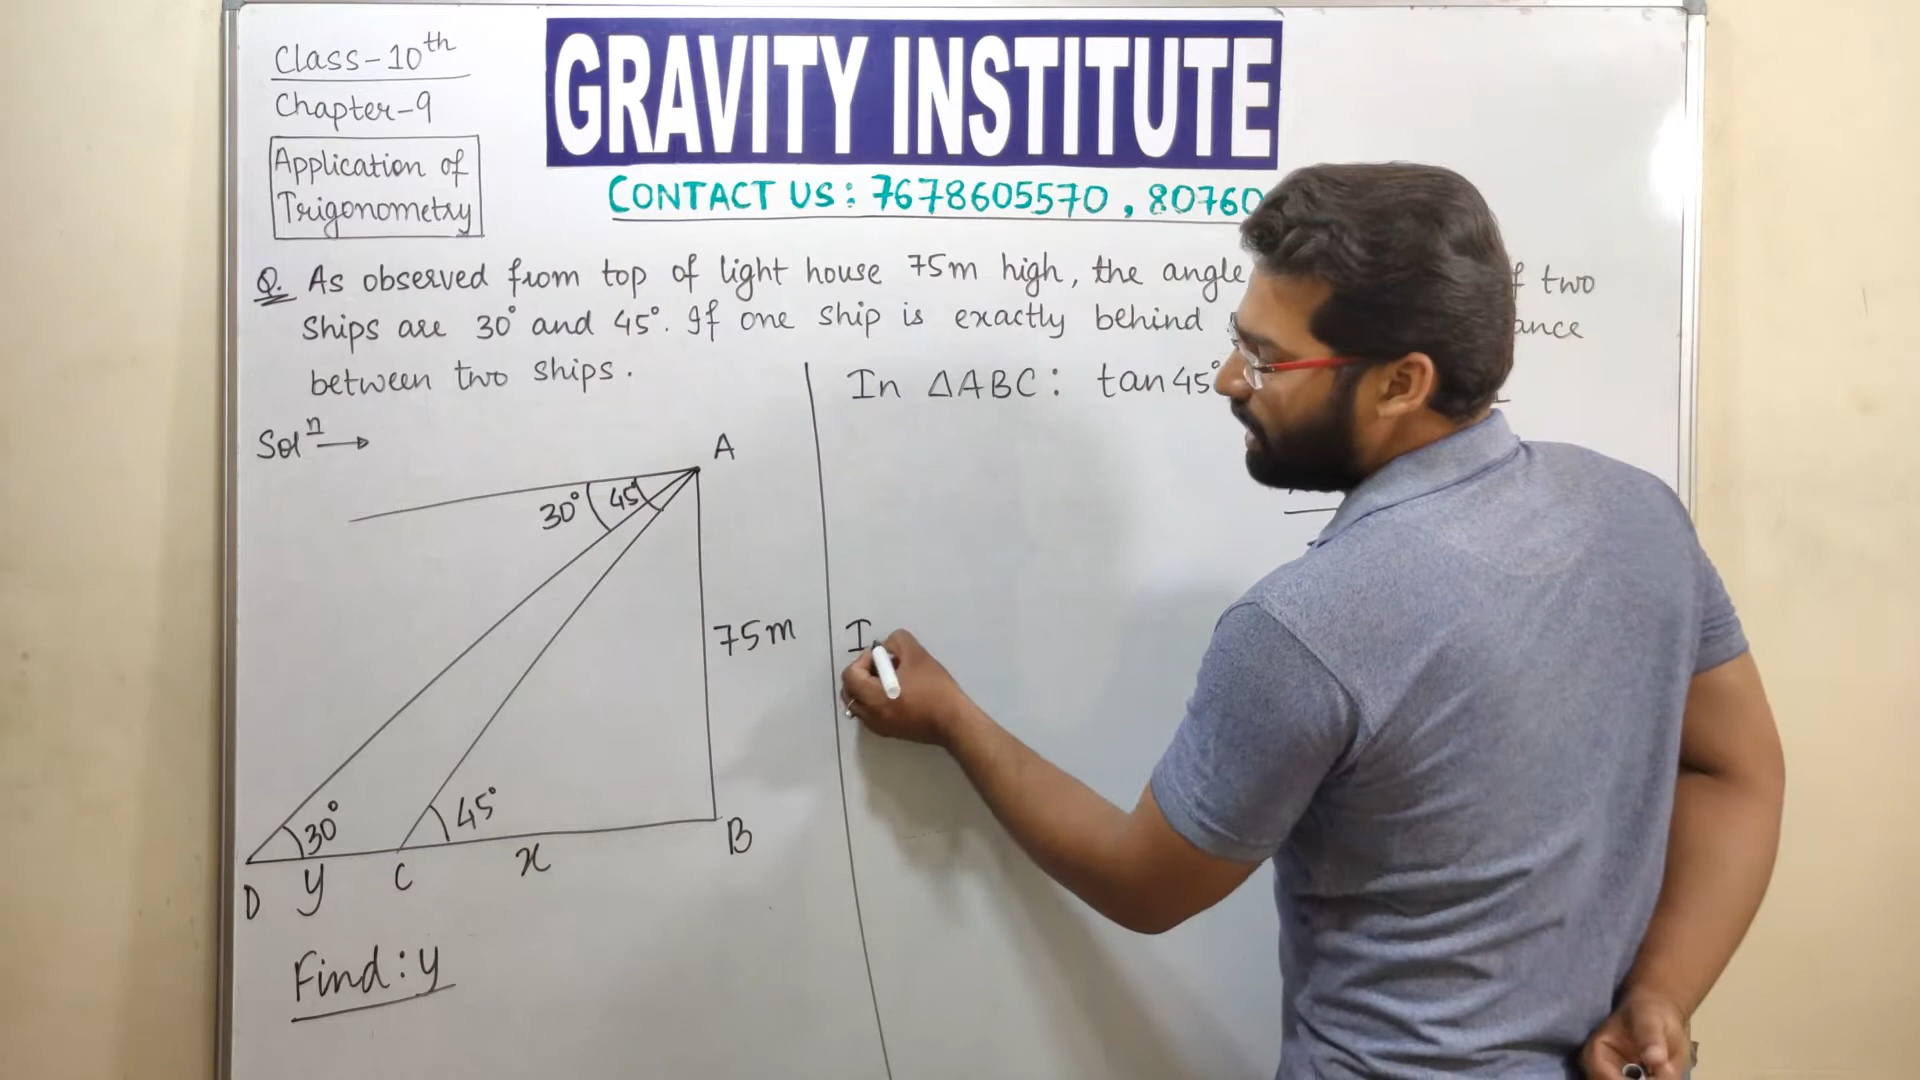 Class-10th
Chapter-9
Application of
Trigonometry
GRAVITY INSTITUTE
CONTACT US: 7678605570, 80760
Q. As observed from top of light house 75m high, the angle two
ships are 30° and 45°. If one ship is exactly behind
between two ships.
In △ABC: tan45°
Solⁿ→
A
30° 45°
75m
I
30° 45°
D y C x B
Find: y